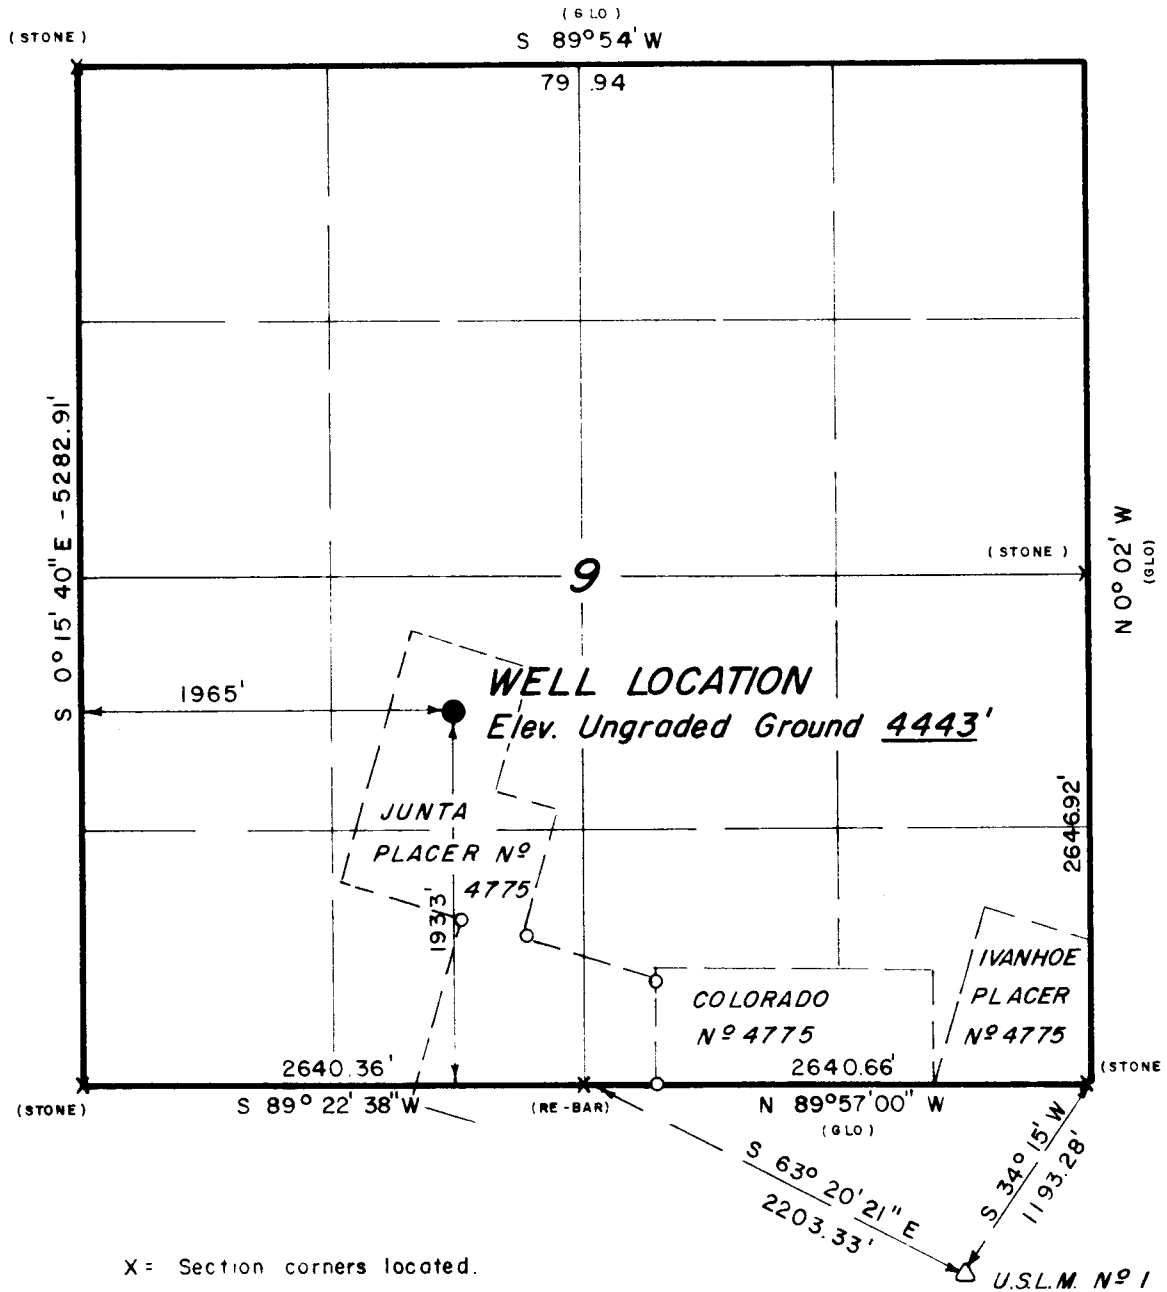 (GLO)
(STONE)
S 89° 54' W
79 .94
S 0° 15' 40" E - 5282.91'
N 0° 02' W
(GLO)
(STONE)
9
WELL LOCATION
1965'
Elev. Ungraded Ground 4443'
2646.92'
JUNTA
PLACER Nº
4775
1933'
IVANHOE
PLACER
Nº 4775
COLORADO
Nº 4775
2640.36'
2640.66'
(STONE
(STONE)
S 89° 22' 38" W
(RE-BAR)
N 89° 57' 00" W
(GLO)
S 63° 20' 21" E
2203.33'
S 34° 15' W
1193.28'
X = Section corners located.
U.S.L.M. Nº 1